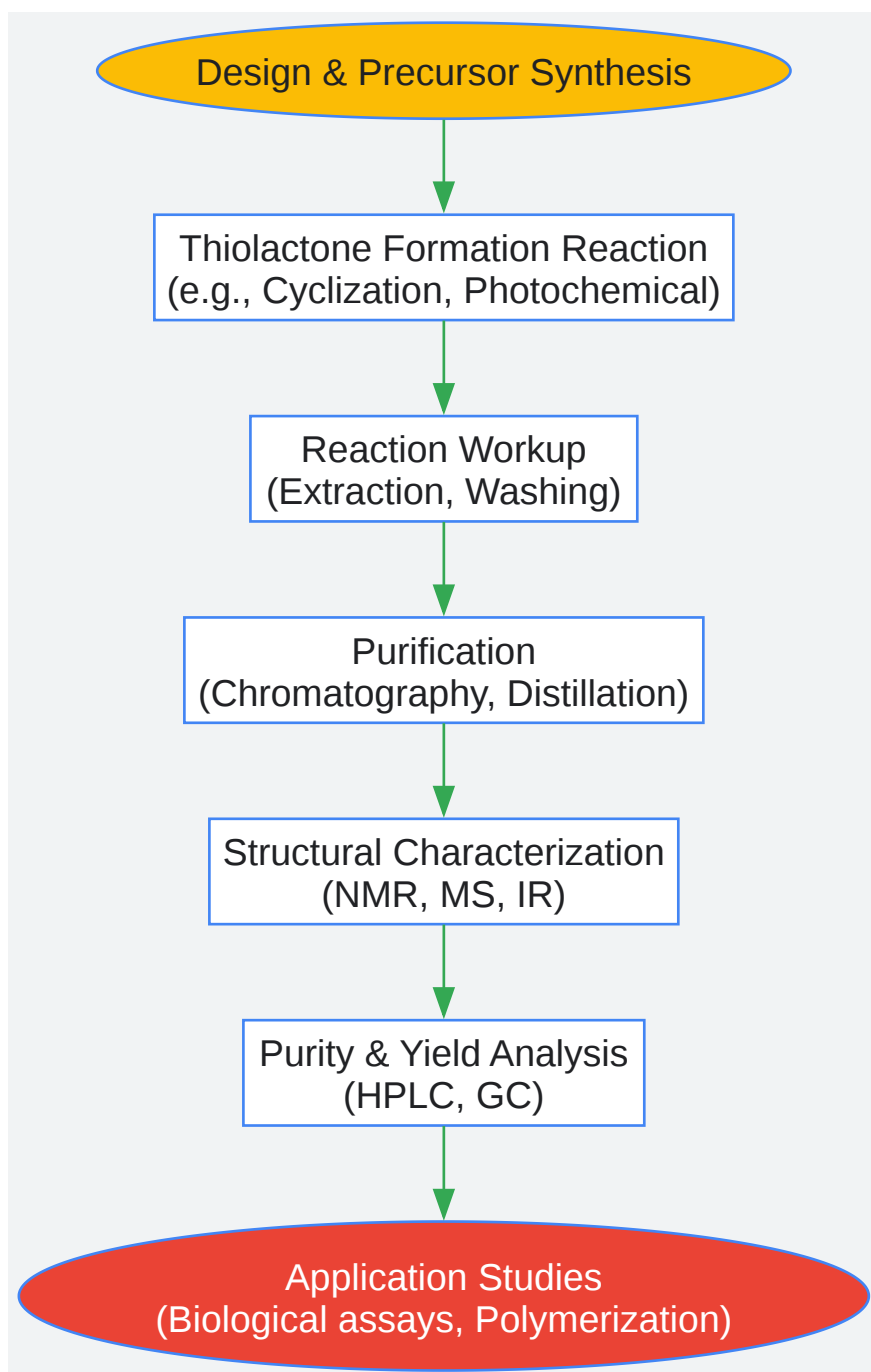 Design & Precursor Synthesis
Thiolactone Formation Reaction
(e.g., Cyclization, Photochemical)
Reaction Workup
(Extraction, Washing)
Purification
(Chromatography, Distillation)
Structural Characterization
(NMR, MS, IR)
Purity & Yield Analysis
(HPLC, GC)
Application Studies
(Biological assays, Polymerization)